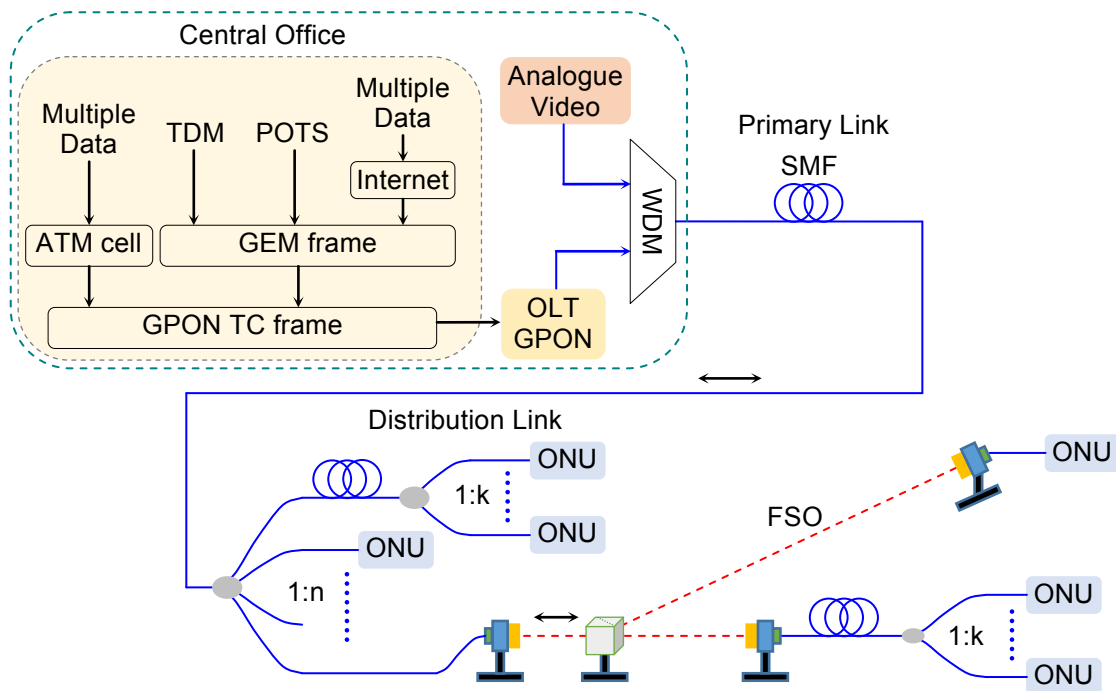 Central Office
Multiple
Data
TDM
POTS
Multiple
Data
Internet
ATM cell
GEM frame
GPON TC frame
Analogue
Video
OLT
GPON
WDM
Primary Link
SMF
Distribution Link
ONU
1:k
ONU
ONU
1:n
FSO
ONU
ONU
1:k
ONU